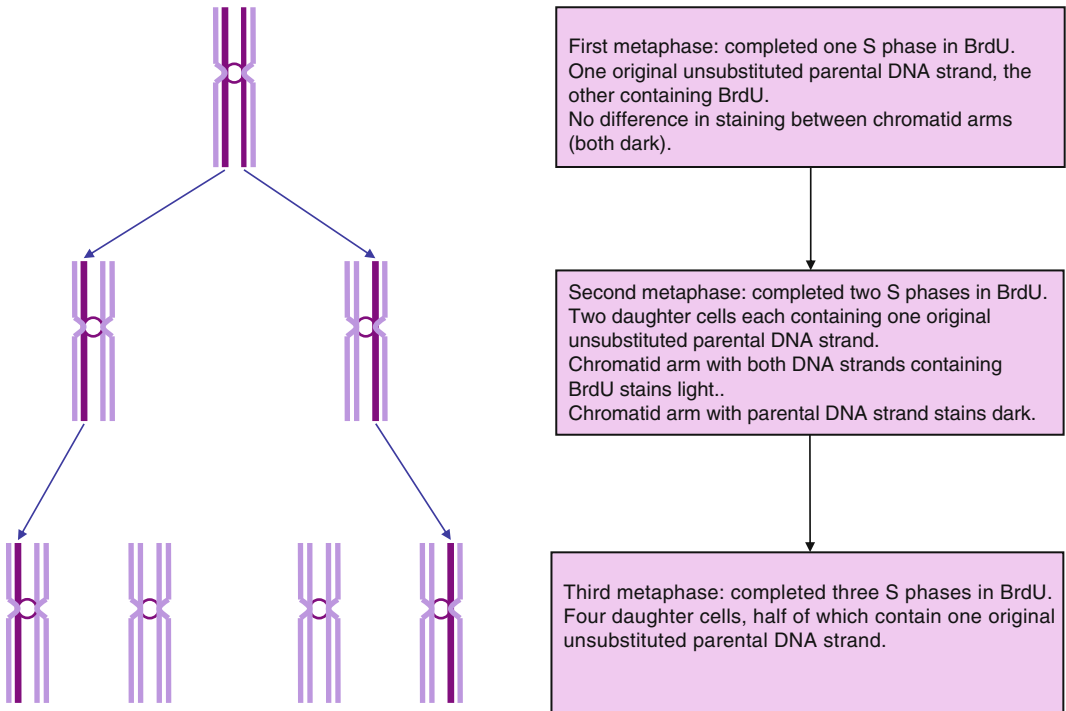 First metaphase: completed one S phase in BrdU.
One original unsubstituted parental DNA strand, the
other containing BrdU.
No difference in staining between chromatid arms
(both dark).
Second metaphase: completed two S phases in BrdU.
Two daughter cells each containing one original
unsubstituted parental DNA strand.
Chromatid arm with both DNA strands containing
BrdU stains light..
Chromatid arm with parental DNA strand stains dark.
Third metaphase: completed three S phases in BrdU.
Four daughter cells, half of which contain one original
unsubstituted parental DNA strand.